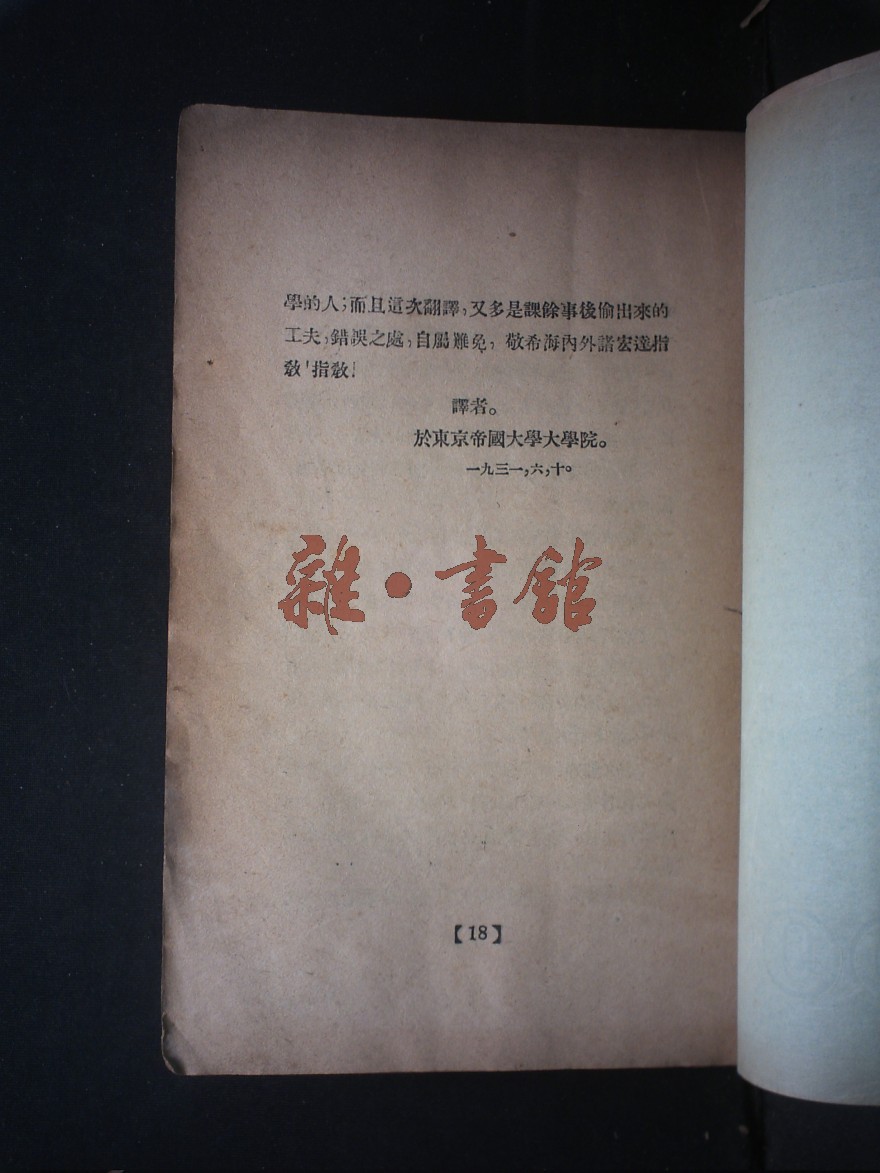 學的人;而且這次翻譯,又多是課餘事後偷出來的
工夫,錯誤之處,自屬難免,敬希海內外諸宏達指
教!指教!
譯者。
於東京帝國大學大學院。
一九三一,六,十。
雜•書館
【18】